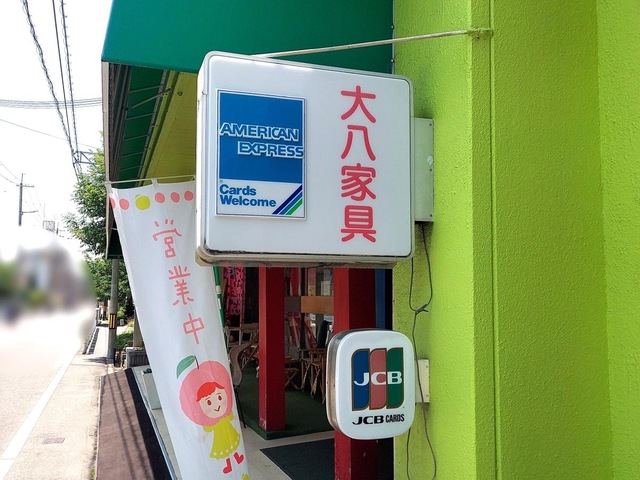 AMERICAN
EXPRESS
Cards
Welcome
大八家具
営業中
JCB
JCB CARDS